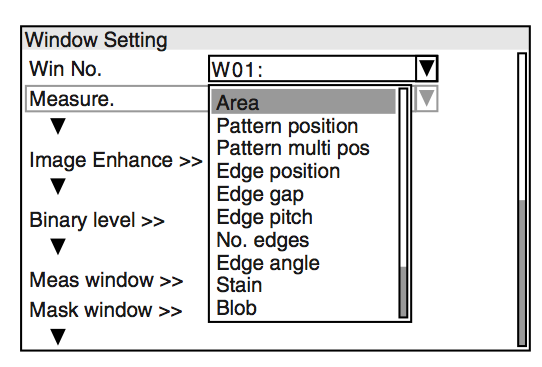 Window Setting
Win No. W01:
Measure.
Area
Pattern position
Pattern multi pos
Edge position
Edge gap
Edge pitch
No. edges
Edge angle
Stain
Blob
Image Enhance >>
Binary level >>
Meas window >>
Mask window >>